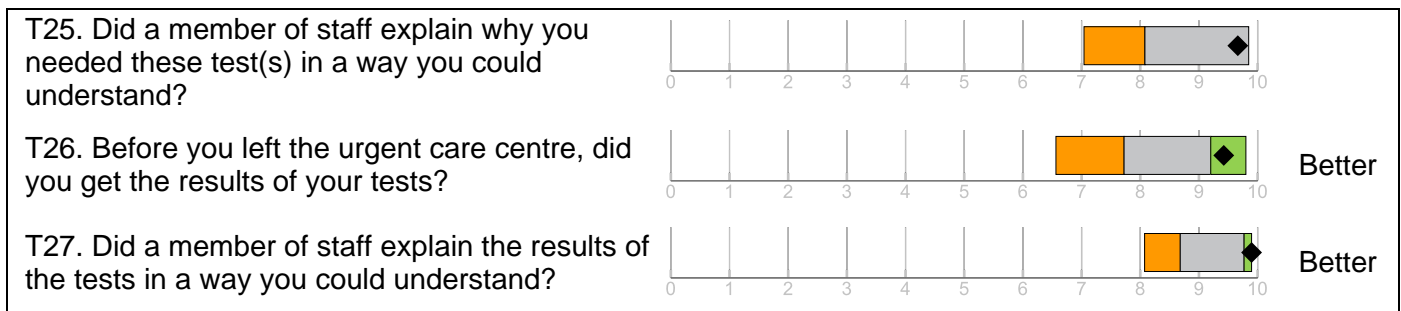 T25. Did a member of staff explain why you
needed these test(s) in a way you could
understand?
0 1 2 3 4 5 6 7 8 9 10
T26. Before you left the urgent care centre, did
you get the results of your tests?
0 1 2 3 4 5 6 7 8 9 10
Better
T27. Did a member of staff explain the results of
the tests in a way you could understand?
0 1 2 3 4 5 6 7 8 9 10
Better